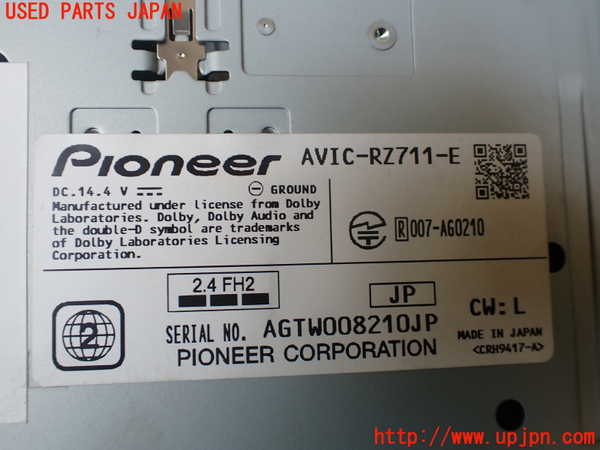 USED PARTS JAPAN
Pioneer AVIC-RZ711-E
DC.14.4 V ⎓ ⊖ GROUND
Manufactured under license from Dolby
Laboratories. Dolby, Dolby Audio and
the double-D symbol are trademarks
of Dolby Laboratories Licensing
Corporation.
R 007-AG0210
2.4 FH2
JP
CW:L
2
SERIAL NO. AGTW008210JP
MADE IN JAPAN
PIONEER CORPORATION
<CRH9417-A>
http://www.upjpn.com/